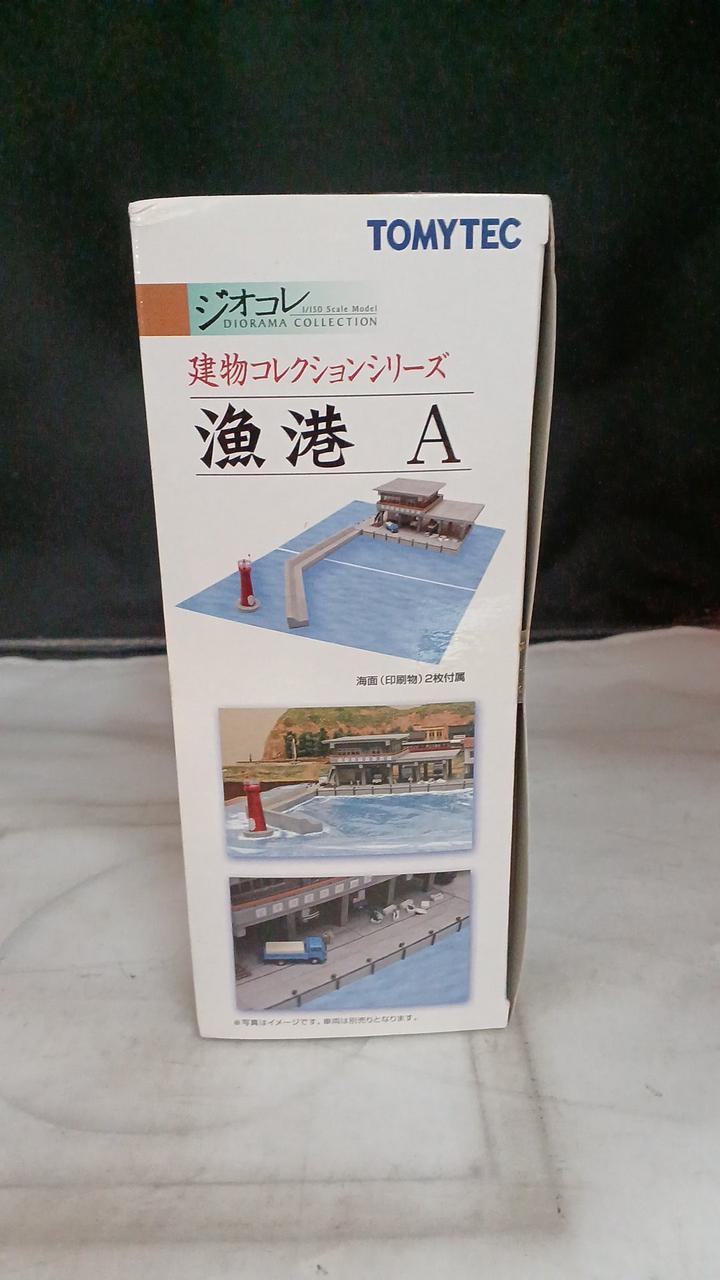 TOMYTEC
ジオコレ
1/150 Scale Model
DIORAMA COLLECTION
建物コレクションシリーズ
漁港 A
海面(印刷物)2枚付属
※写真はイメージです。車両は別売りとなります。